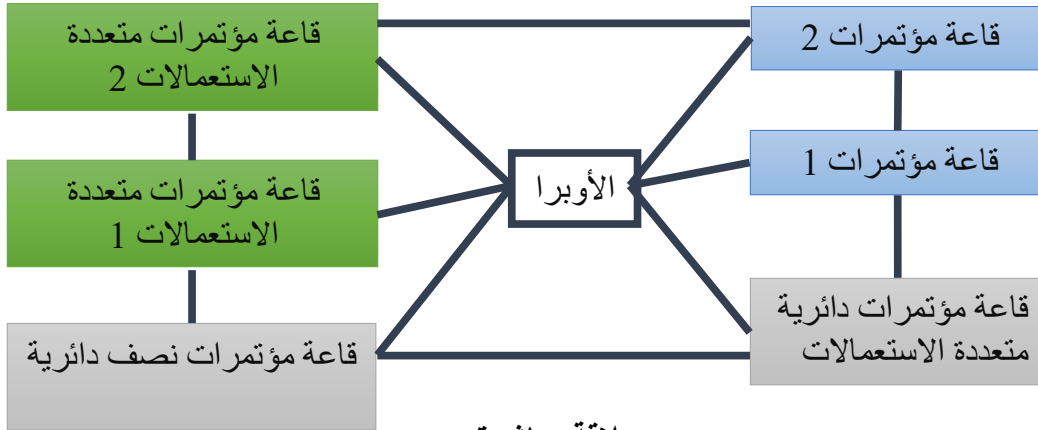 قاعة مؤتمرات 2
قاعة مؤتمرات متعددة
الاستعمالات 2
قاعة مؤتمرات 1
الأوبرا
قاعة مؤتمرات متعددة
الاستعمالات 1
قاعة مؤتمرات دائرية
متعددة الاستعمالات
قاعة مؤتمرات نصف دائرية